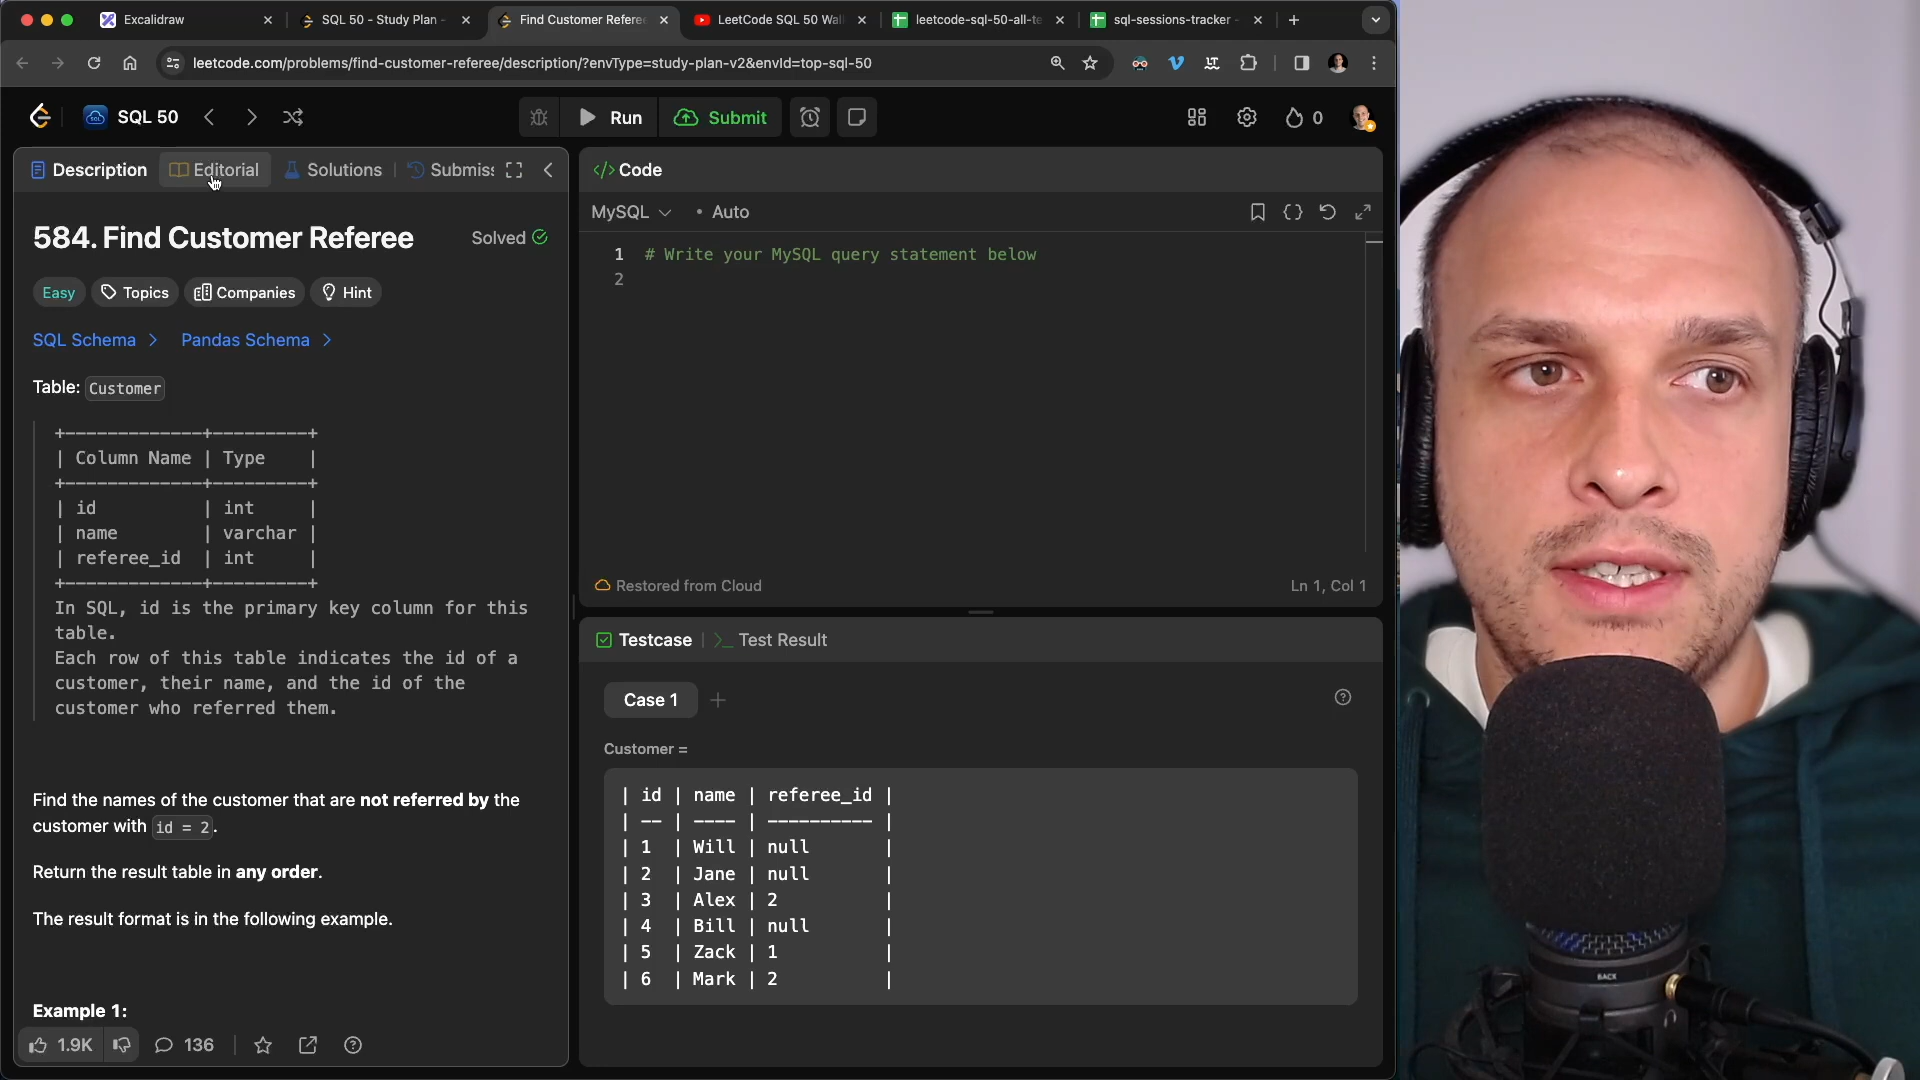 Excalidraw
SQL 50 - Study Plan -
Find Customer Refere
LeetCode SQL 50 Wal
leetcode-sql-50-all-te
sql-sessions-tracker -
leetcode.com/problems/find-customer-referee/description/?envType=study-plan-v2&envId=top-sql-50
SQL 50
Run
Submit
0
Description
Editorial
Solutions
Submiss
584. Find Customer Referee
Solved
Easy
Topics
Companies
Hint
SQL Schema >
Pandas Schema >
Table: Customer
+-------------+---------+
| Column Name | Type    |
+-------------+---------+
| id          | int     |
| name        | varchar |
| referee_id  | int     |
+-------------+---------+
In SQL, id is the primary key column for this
table.
Each row of this table indicates the id of a
customer, their name, and the id of the
customer who referred them.
Find the names of the customer that are not referred by the
customer with id = 2.
Return the result table in any order.
The result format is in the following example.
Example 1:
1.9K
136
</> Code
MySQL
• Auto
1 # Write your MySQL query statement below
2
Restored from Cloud
Ln 1, Col 1
Testcase
>_ Test Result
Case 1
+
Customer =
| id | name | referee_id |
| -- | ---- | ---------- |
| 1  | Will | null       |
| 2  | Jane | null       |
| 3  | Alex | 2          |
| 4  | Bill | null       |
| 5  | Zack | 1          |
| 6  | Mark | 2          |
BACK